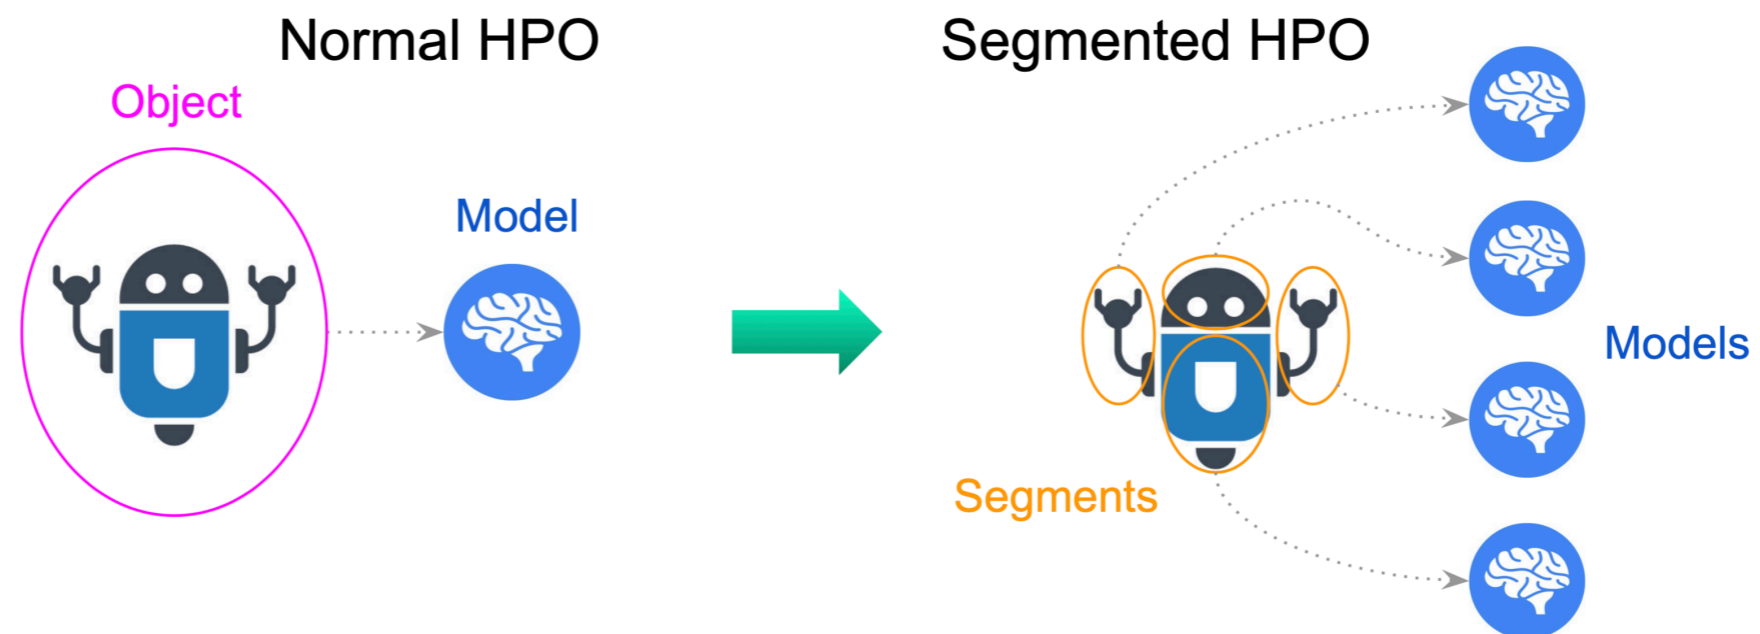 Normal HPO
Segmented HPO
Object
Model
Models
Segments